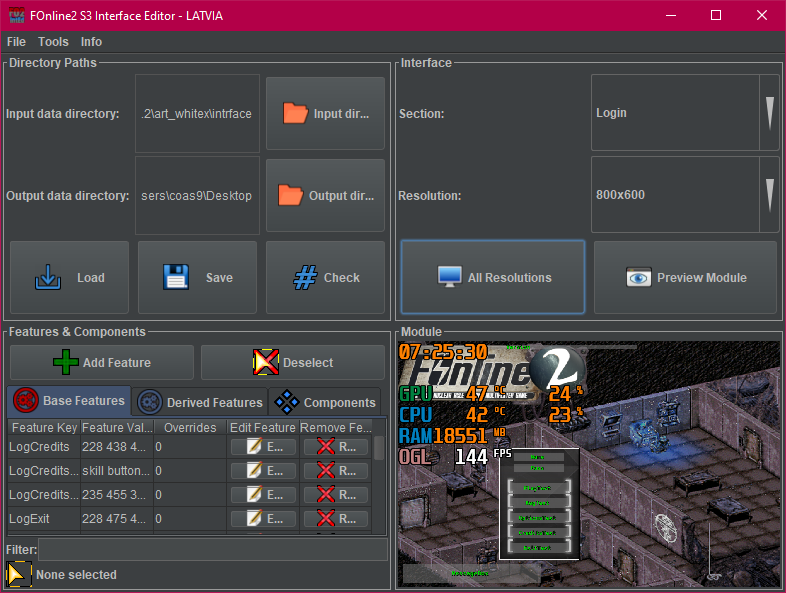 FOnline2 S3 Interface Editor - LATVIA
File Tools Info
Directory Paths
Input data directory: .2\art_whitex\intrface Input dir...
Output data directory: sers\coas9\Desktop Output dir...
Load Save Check
Interface
Section: Login
Resolution: 800x600
All Resolutions Preview Module
Features & Components
Add Feature Deselect
Base Features Derived Features Components
Feature Key Feature Val... Overrides Edit Feature Remove Fe...
LogCredits 228 438 4... 0 E... R...
LogCredits... skill button... 0 E... R...
LogCredits... 235 455 3... 0 E... R...
LogExit 228 475 4... 0 E... R...
Filter:
None selected
Module
07:25:30
FOnline 2
GPU 47 °C 24 %
CPU 42 °C 23 %
RAM 18551 MB
OGL 144 FPS